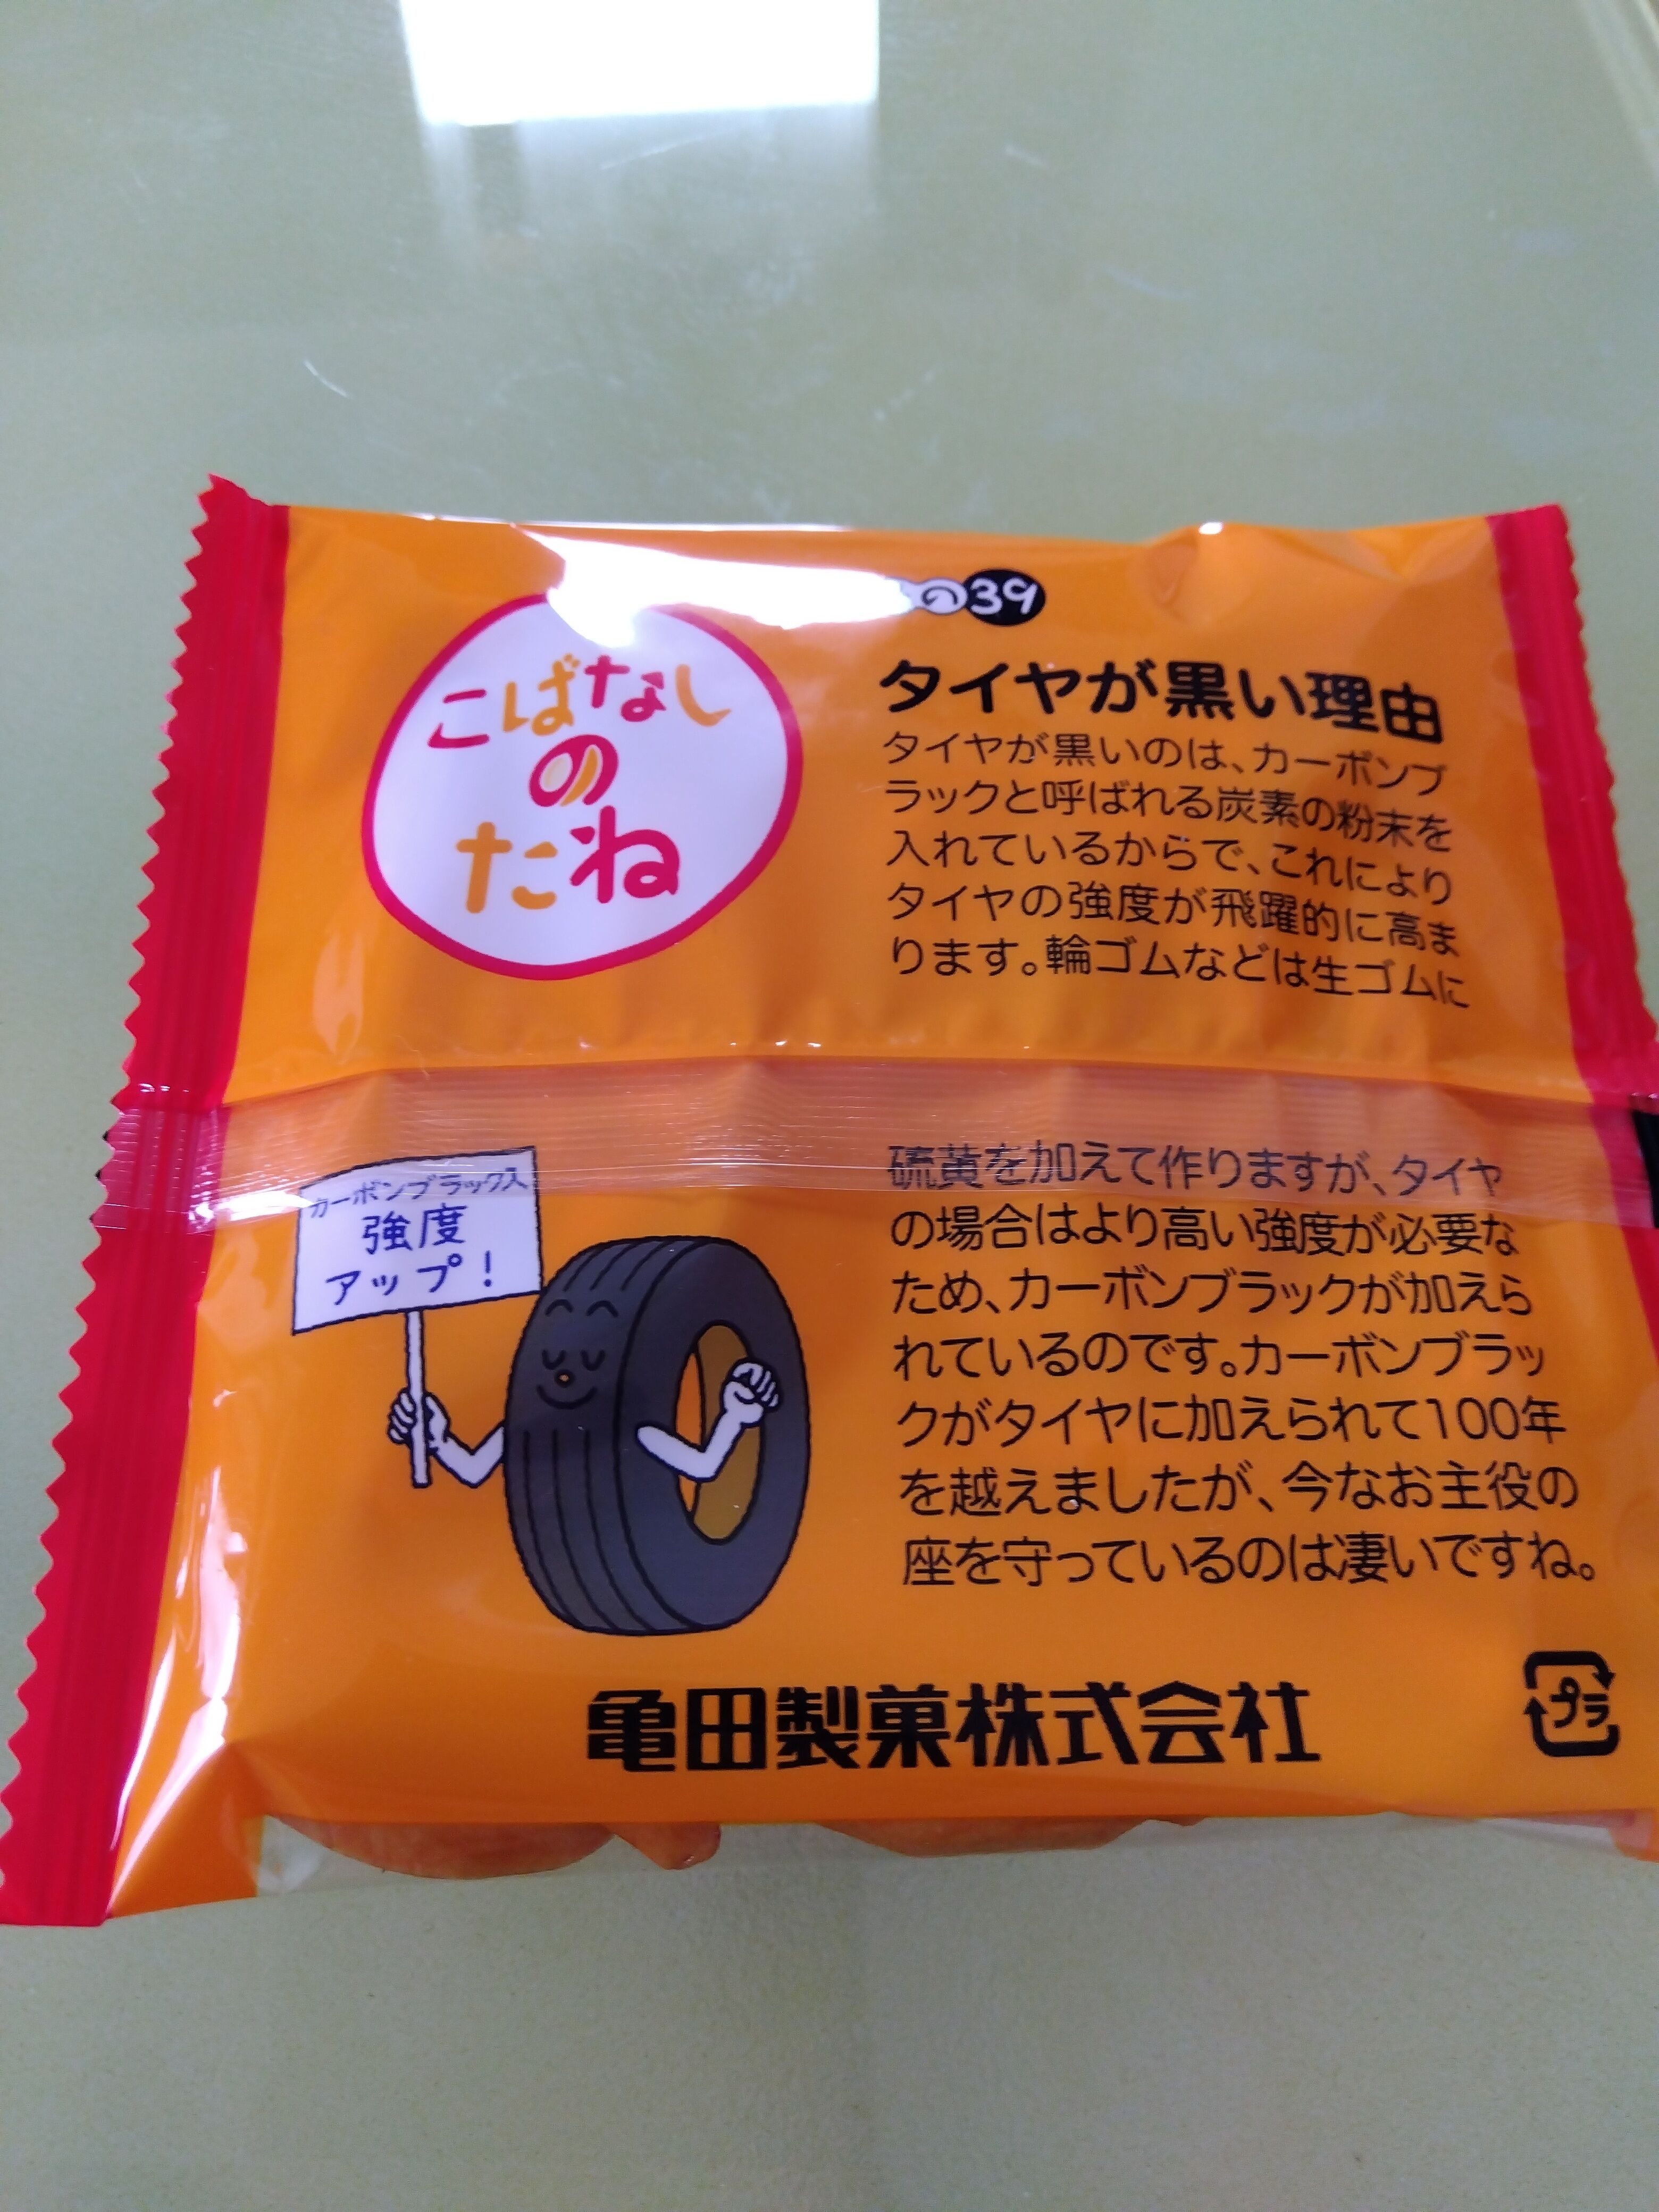 の39
こばなし
の
たね
タイヤが黒い理由
タイヤが黒いのは、カーボンブ
ラックと呼ばれる炭素の粉末を
入れているからで、これにより
タイヤの強度が飛躍的に高ま
ります。輪ゴムなどは生ゴムに
硫黄を加えて作りますが、タイヤ
の場合はより高い強度が必要な
ため、カーボンブラックが加えら
れているのです。カーボンブラッ
クがタイヤに加えられて100年
を越えましたが、今なお主役の
座を守っているのは凄いですね。
カーボンブラック入
強度
アップ!
亀田製菓株式会社
プラ